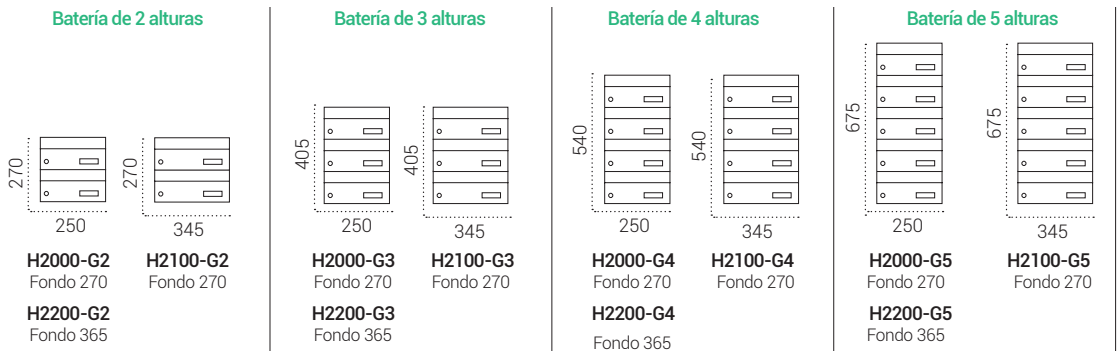 Batería de 2 alturas
270
250
270
345
H2000-G2
Fondo 270
H2100-G2
Fondo 270
H2200-G2
Fondo 365
Batería de 3 alturas
405
250
405
345
H2000-G3
Fondo 270
H2100-G3
Fondo 270
H2200-G3
Fondo 365
Batería de 4 alturas
540
250
540
345
H2000-G4
Fondo 270
H2100-G4
Fondo 270
H2200-G4
Fondo 365
Batería de 5 alturas
675
250
675
345
H2000-G5
Fondo 270
H2100-G5
Fondo 270
H2200-G5
Fondo 365